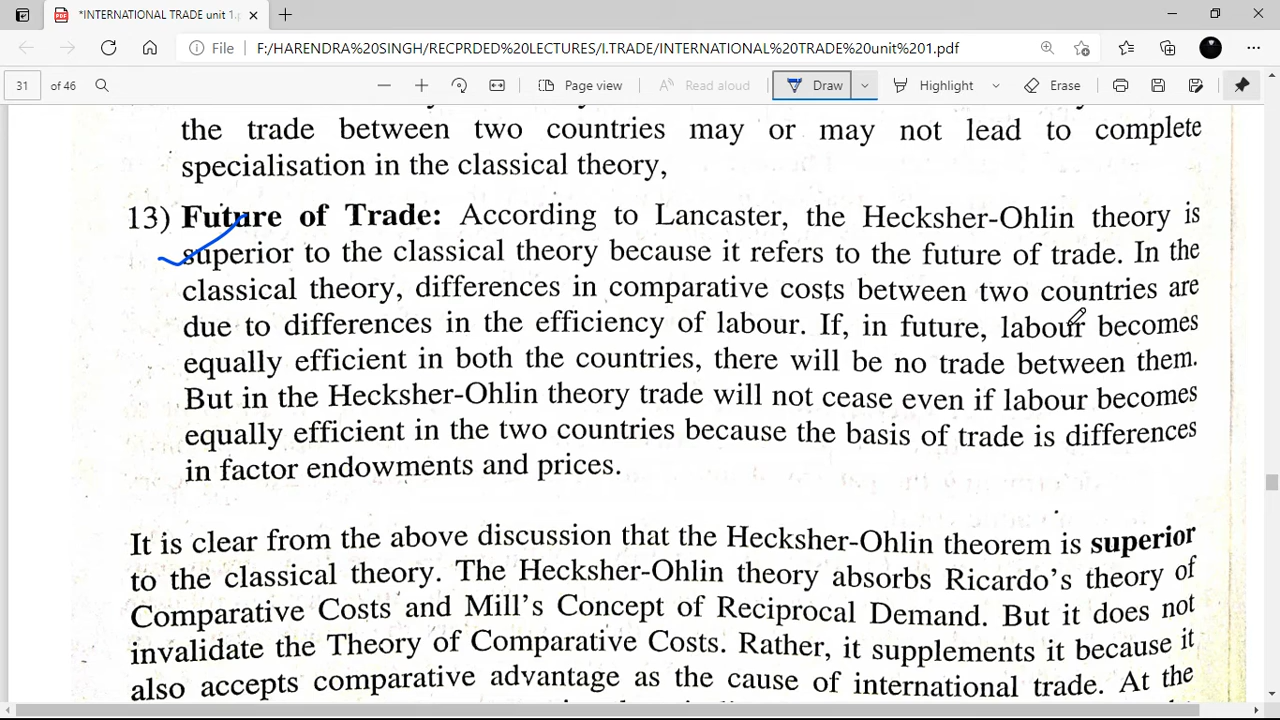 *INTERNATIONAL TRADE unit 1.
File
F:/HARENDRA%20SINGH/RECPRDED%20LECTURES/I.TRADE/INTERNATIONAL%20TRADE%20unit%201.pdf
31 of 46
Page view
Read aloud
Draw
Highlight
Erase
the trade between two countries may or may not lead to complete
specialisation in the classical theory,
13) Future of Trade: According to Lancaster, the Hecksher-Ohlin theory is
superior to the classical theory because it refers to the future of trade. In the
classical theory, differences in comparative costs between two countries are
due to differences in the efficiency of labour. If, in future, labour becomes
equally efficient in both the countries, there will be no trade between them.
But in the Hecksher-Ohlin theory trade will not cease even if labour becomes
equally efficient in the two countries because the basis of trade is differences
in factor endowments and prices.
It is clear from the above discussion that the Hecksher-Ohlin theorem is superior
to the classical theory. The Hecksher-Ohlin theory absorbs Ricardo's theory of
Comparative Costs and Mill's Concept of Reciprocal Demand. But it does not
invalidate the Theory of Comparative Costs. Rather, it supplements it because it
also accepts comparative advantage as the cause of international trade. At the